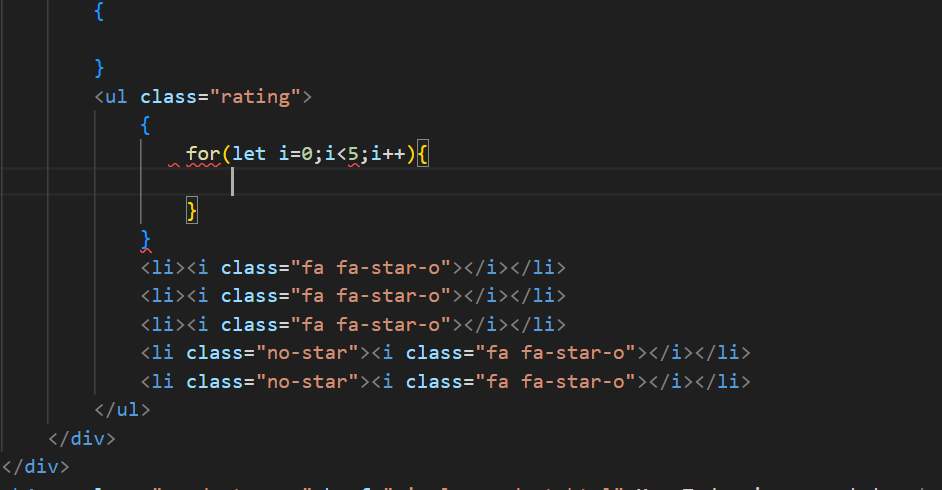 {
}
<ul class="rating">
{
for(let i=0;i<5;i++){
}
}
<li><i class="fa fa-star-o"></i></li>
<li><i class="fa fa-star-o"></i></li>
<li><i class="fa fa-star-o"></i></li>
<li class="no-star"><i class="fa fa-star-o"></i></li>
<li class="no-star"><i class="fa fa-star-o"></i></li>
</ul>
</div>
</div>